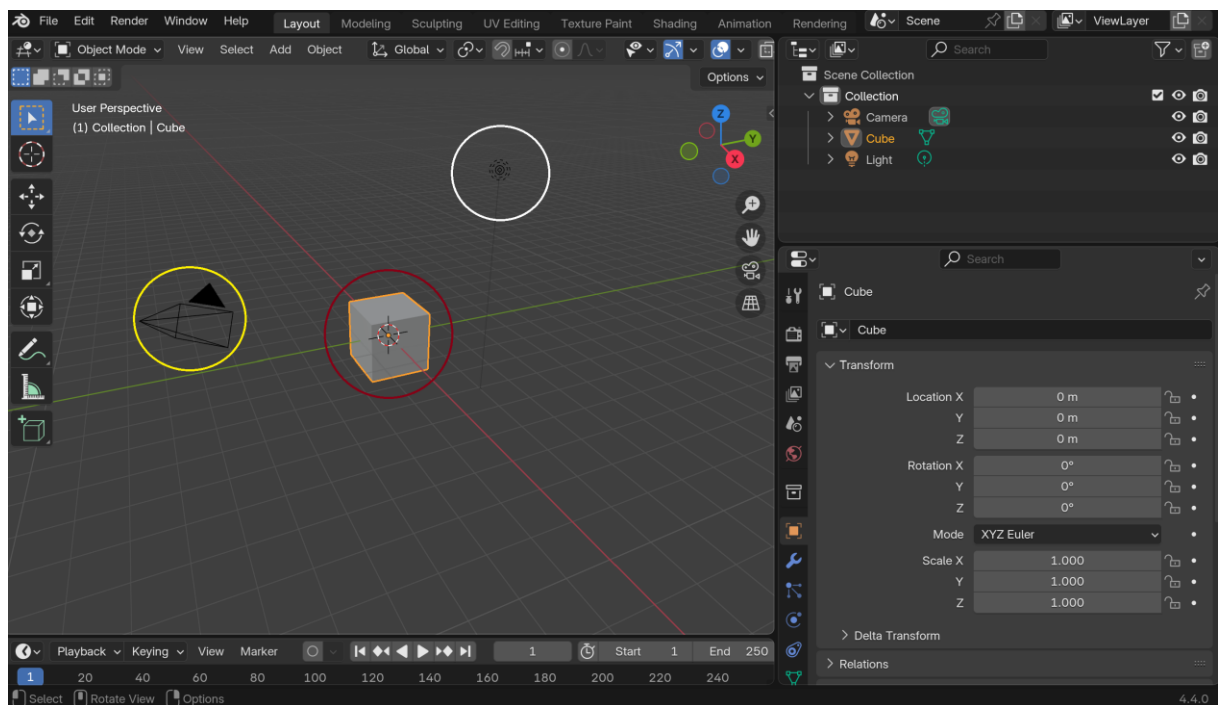 File Edit Render Window Help Layout Modeling Sculpting UV Editing Texture Paint Shading Animation Rendering Scene ViewLayer
Object Mode View Select Add Object Global
Options
User Perspective
(1) Collection | Cube
Z
Y
X
Search
Scene Collection
Collection
Camera
Cube
Light
Search
Cube
Cube
Transform
Location X 0 m
Y 0 m
Z 0 m
Rotation X 0°
Y 0°
Z 0°
Mode XYZ Euler
Scale X 1.000
Y 1.000
Z 1.000
Delta Transform
Relations
Playback Keying View Marker 1 Start 1 End 250
1 20 40 60 80 100 120 140 160 180 200 220 240
Select Rotate View Options 4.4.0